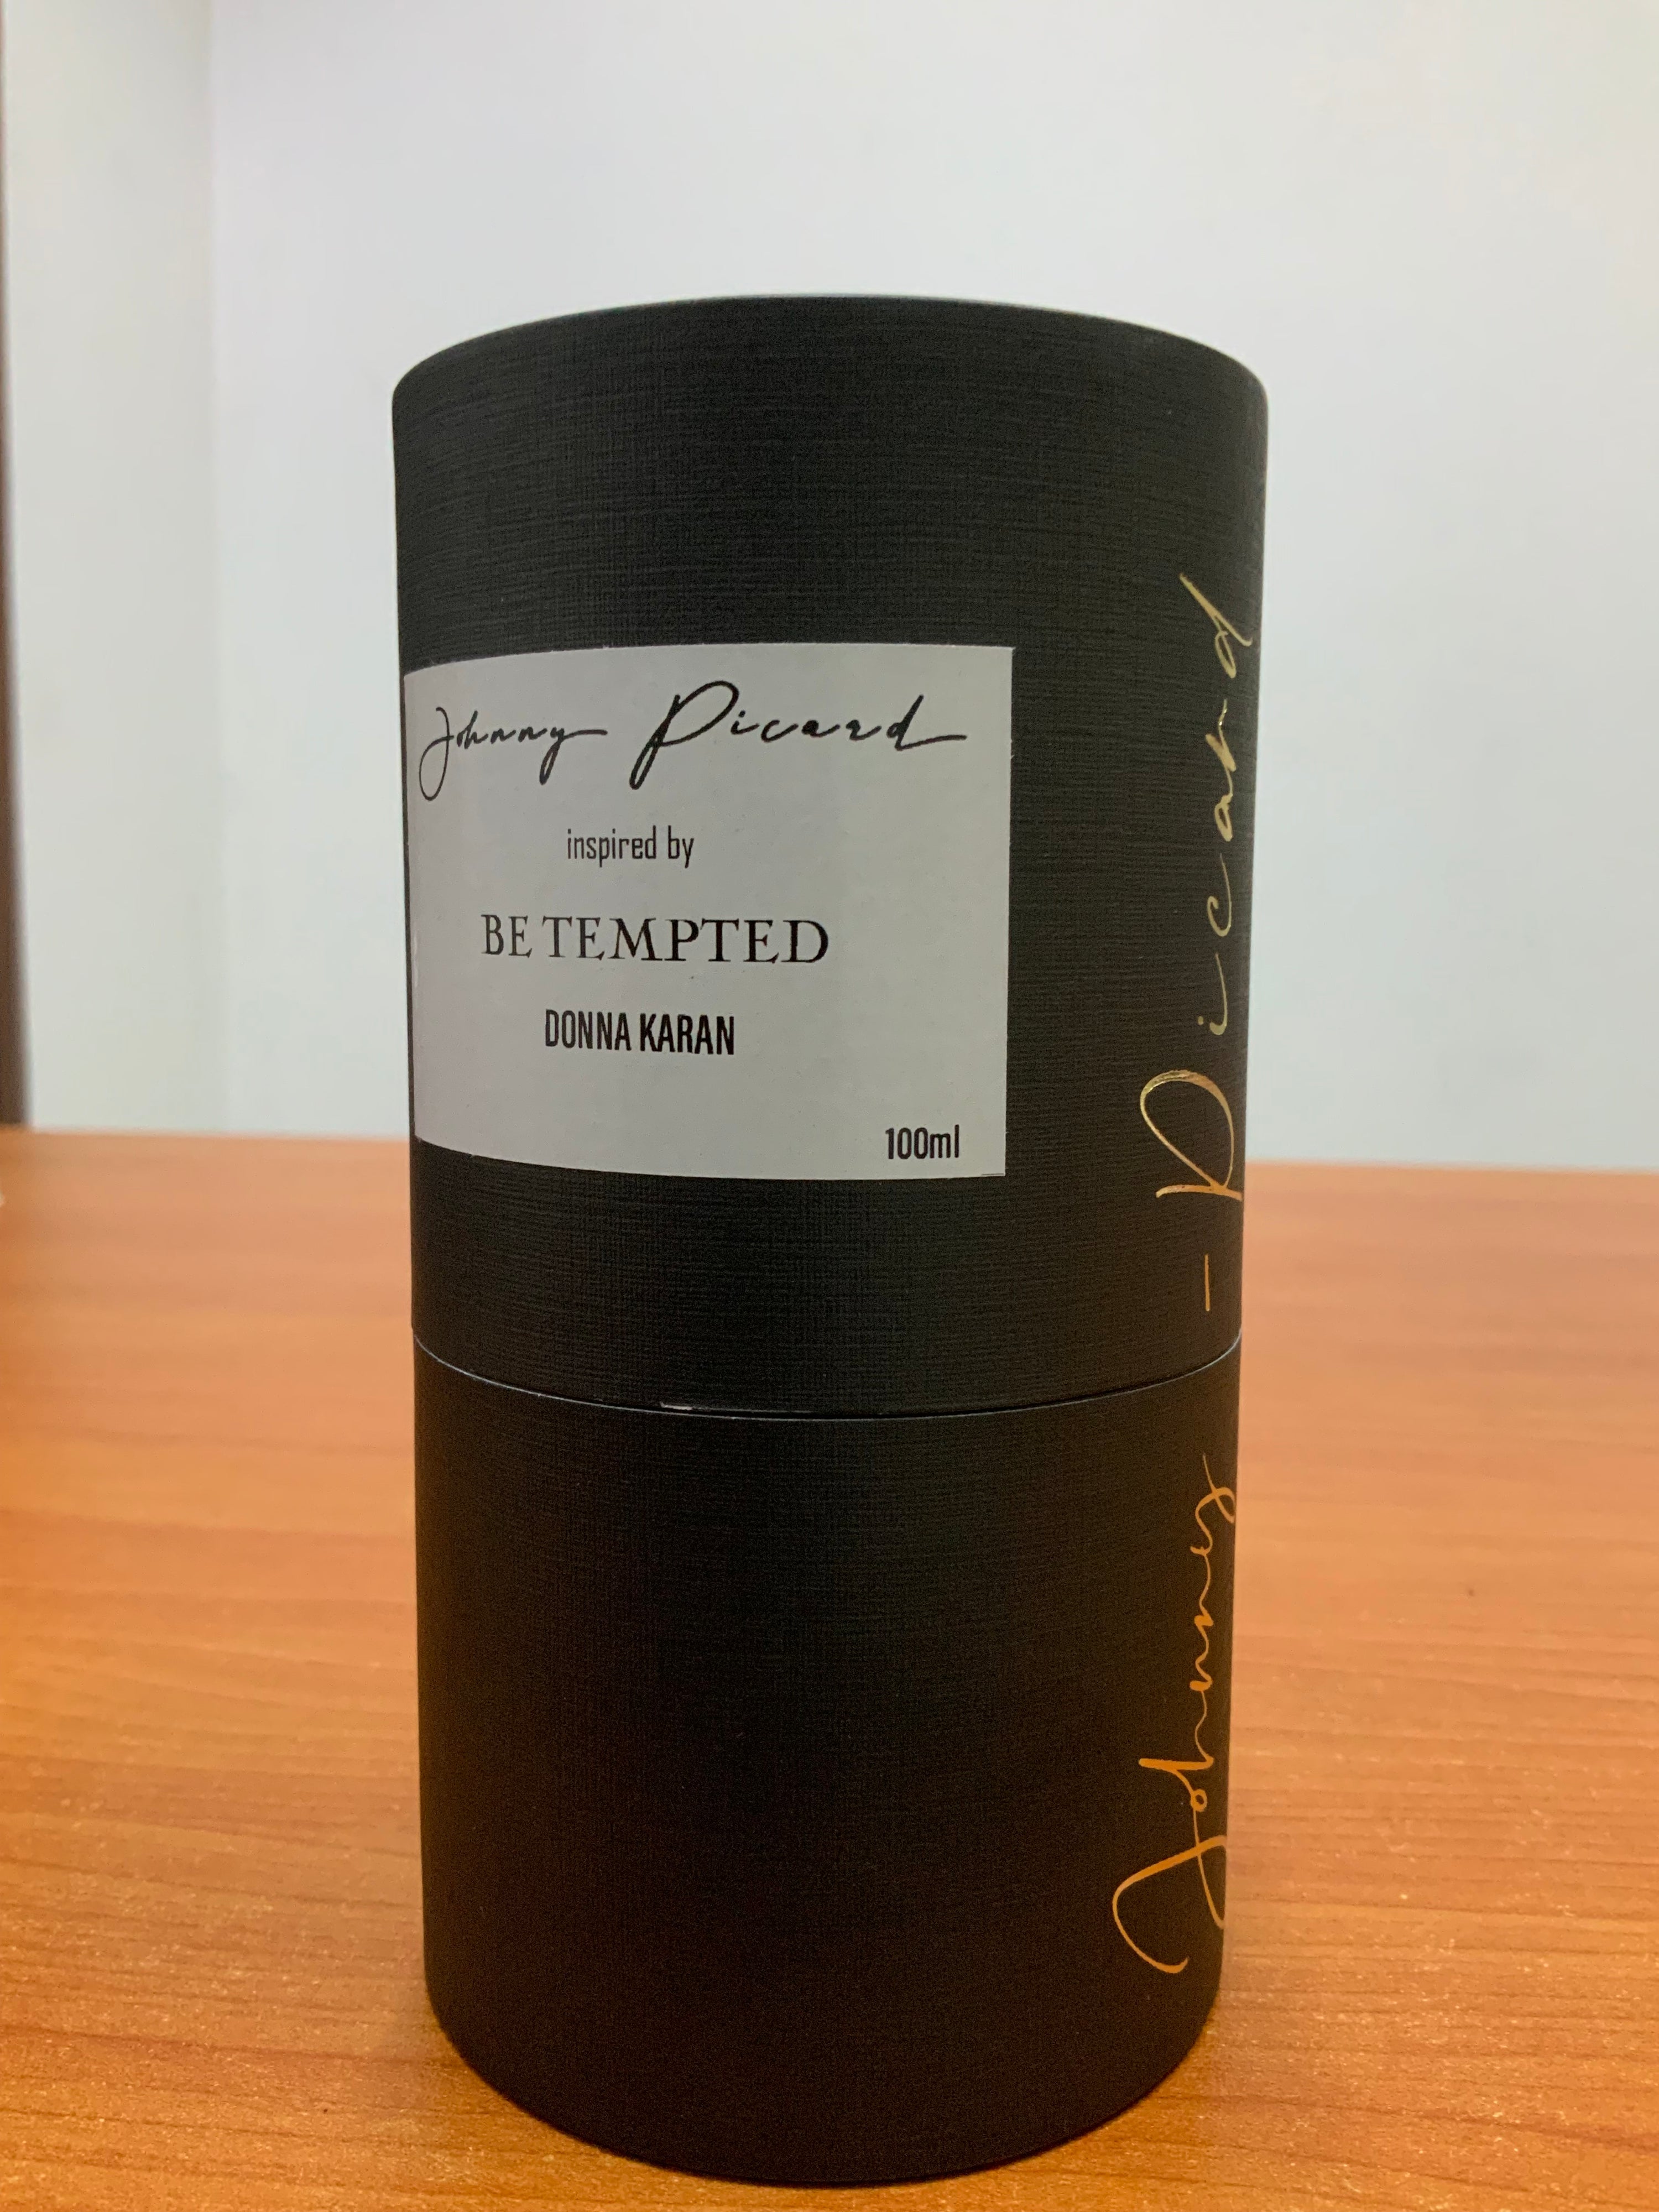 Johnny Picard
inspired by
BE TEMPTED
DONNA KARAN
100ml
Johnny - Picard